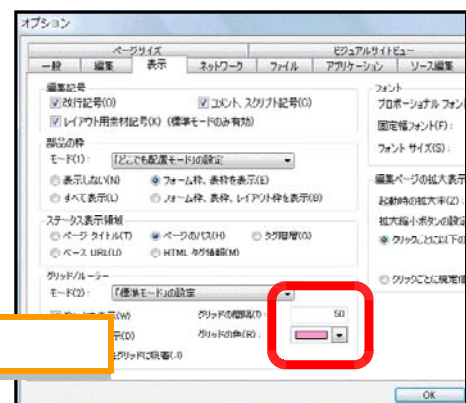 オプション
ページサイズ
ビジュアルサイトビュー
一般
編集
表示
ネットワーク
ファイル
アプリケーション
ソース編集
編集記号
改行記号(O)
コメント、スクリプト記号(C)
レイアウト用素材記号(K) (標準モードのみ有効)
部品の枠
モード(1):
「どこでも配置モード」の設定
表示しない(N)
フォーム枠、表枠を表示(E)
すべて表示(L)
フォーム枠、表枠、レイアウト枠を表示(B)
ステータス表示領域
ページ タイトル(T)
ページのパス(H)
タグ階層(G)
ベース URL(U)
HTML タグ情報(M)
グリッド/ルーラー
モード(2):
「標準モード」の設定
表示(W)
グリッドの間隔(I):
50
表示(D)
グリッドの色(R):
グリッドに吸着(J)
フォント
プロポーショナル フォン
固定幅フォント(F):
フォント サイズ(S):
編集ページの拡大表示
起動時の拡大率(Z):
拡大縮小ボタンの設定
クリックごとに以下の
クリックごとに規定値
OK